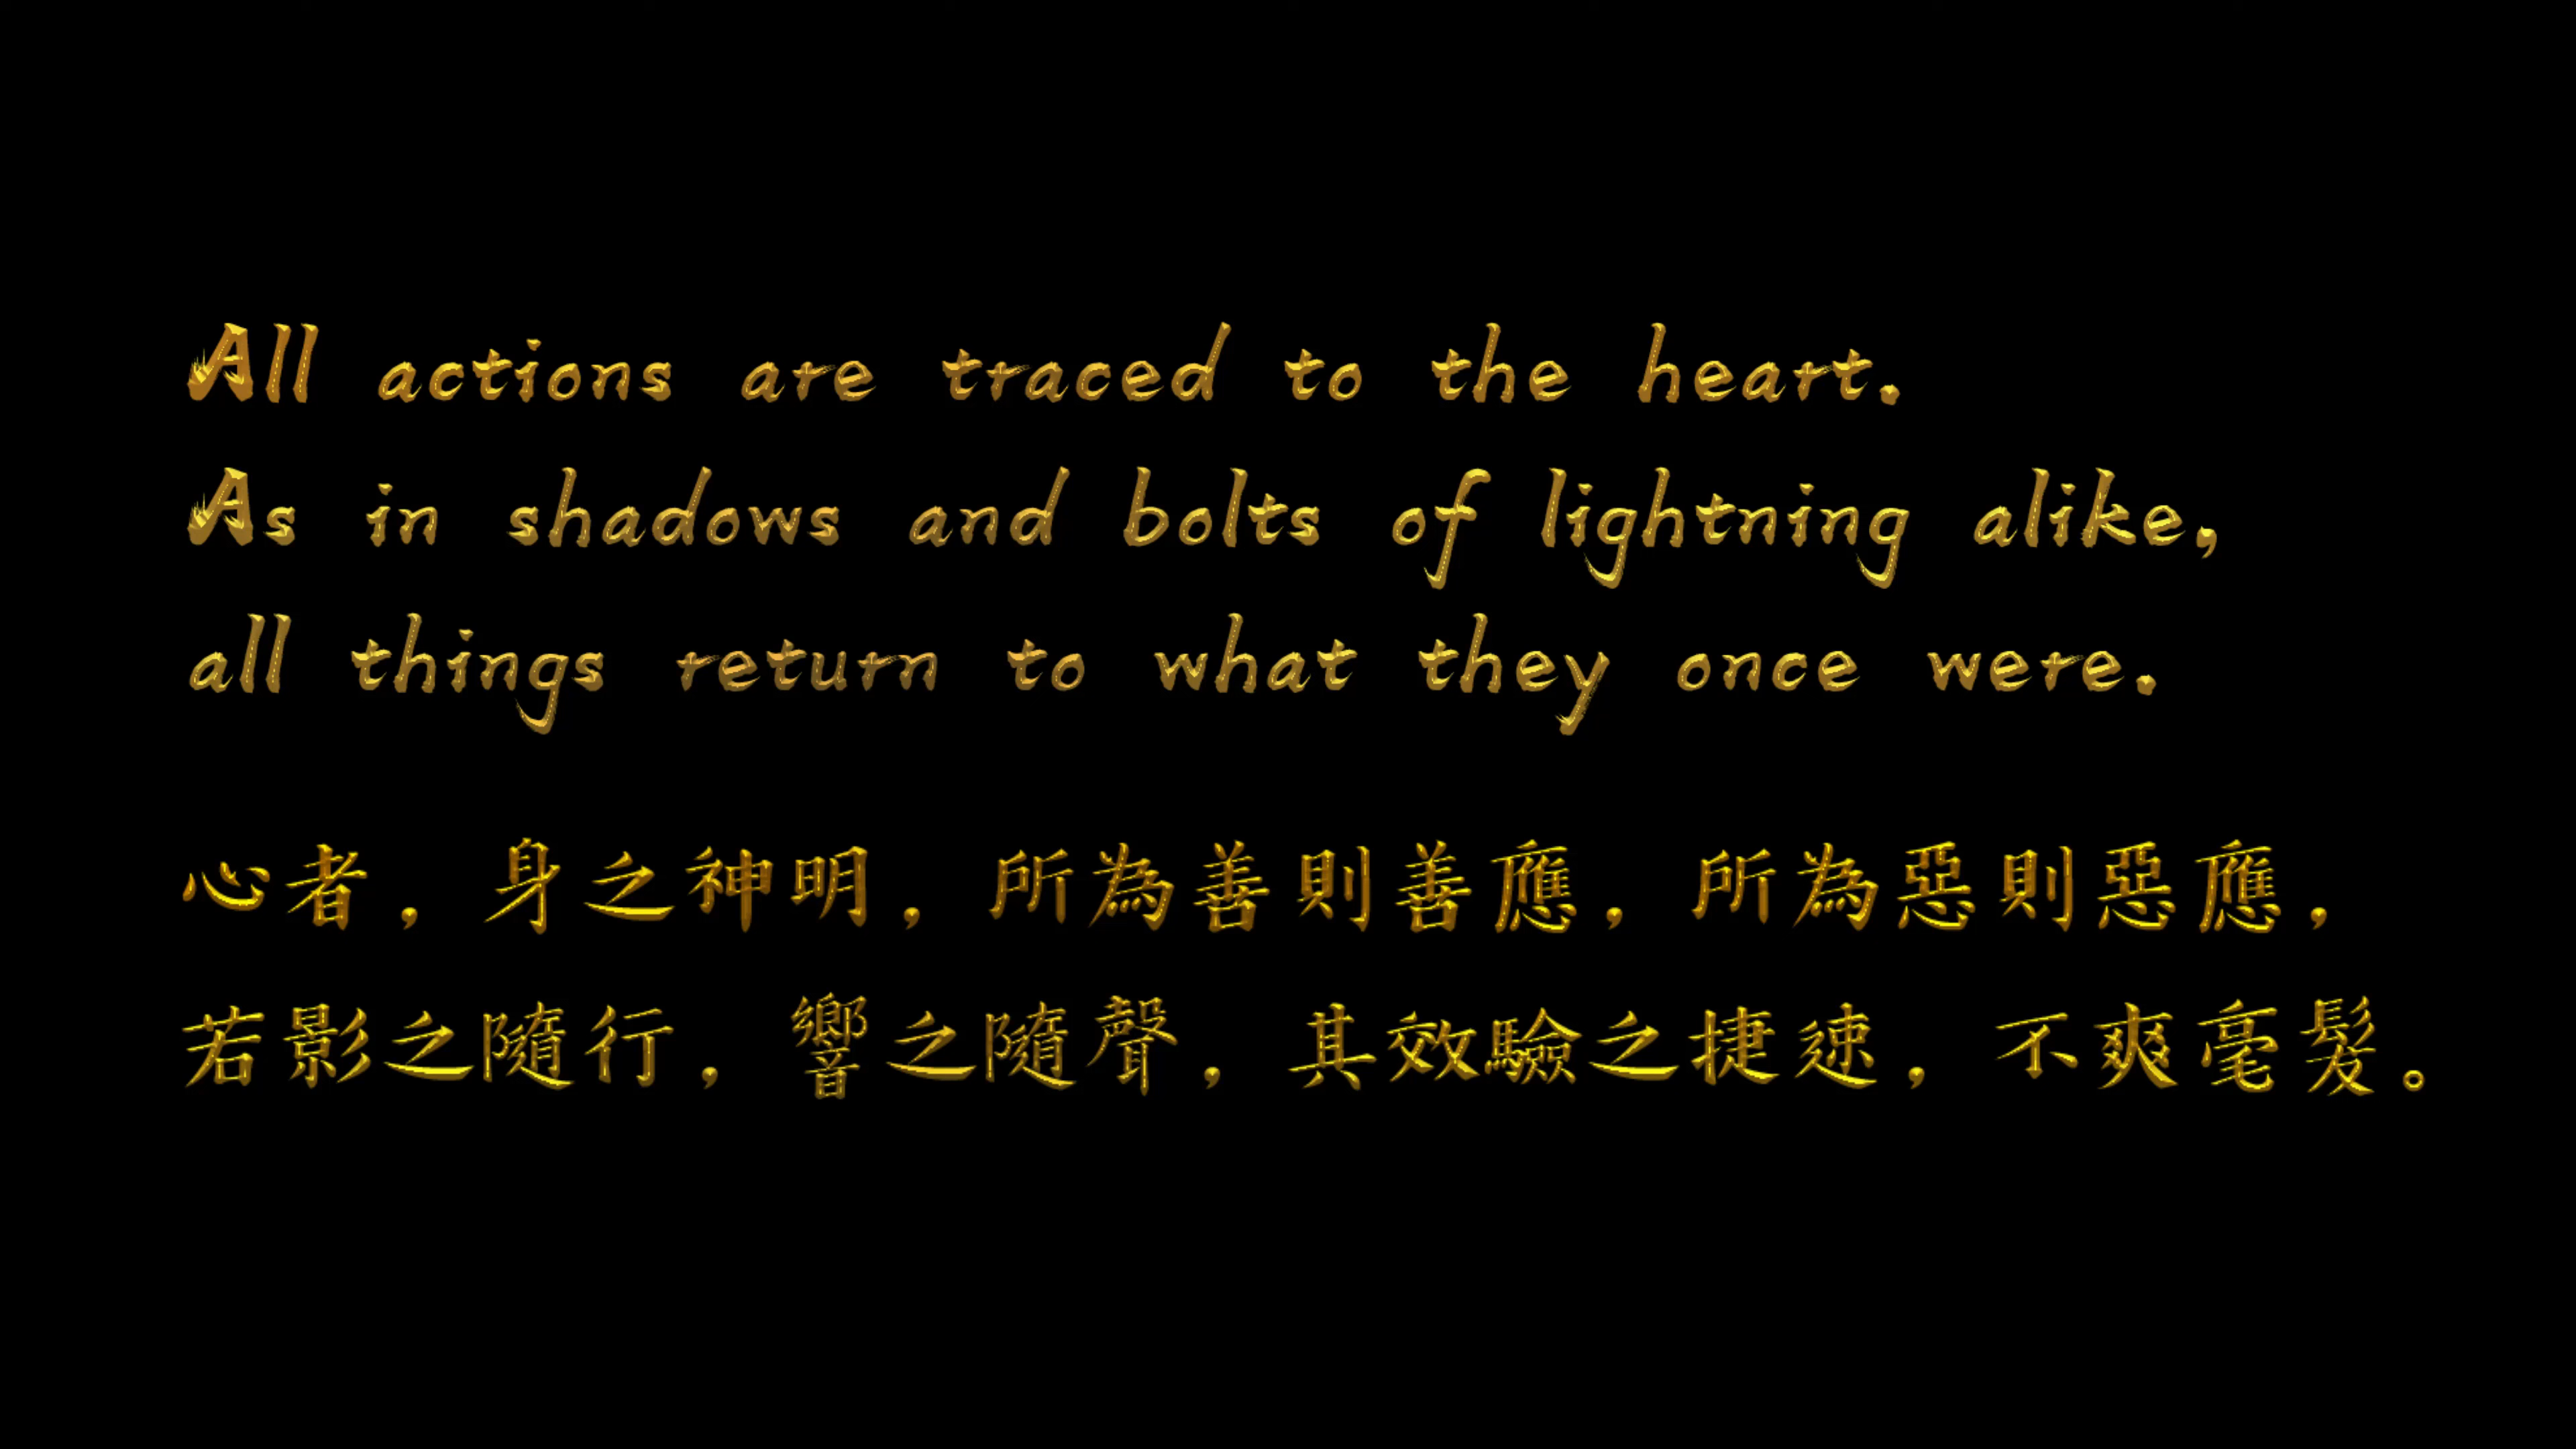 All actions are traced to the heart.
As in shadows and bolts of lightning alike,
all things return to what they once were.
心者，身之神明，所為善則善應，所為惡則惡應，
若影之隨行，響之隨聲，其效驗之捷速，不爽毫髮。